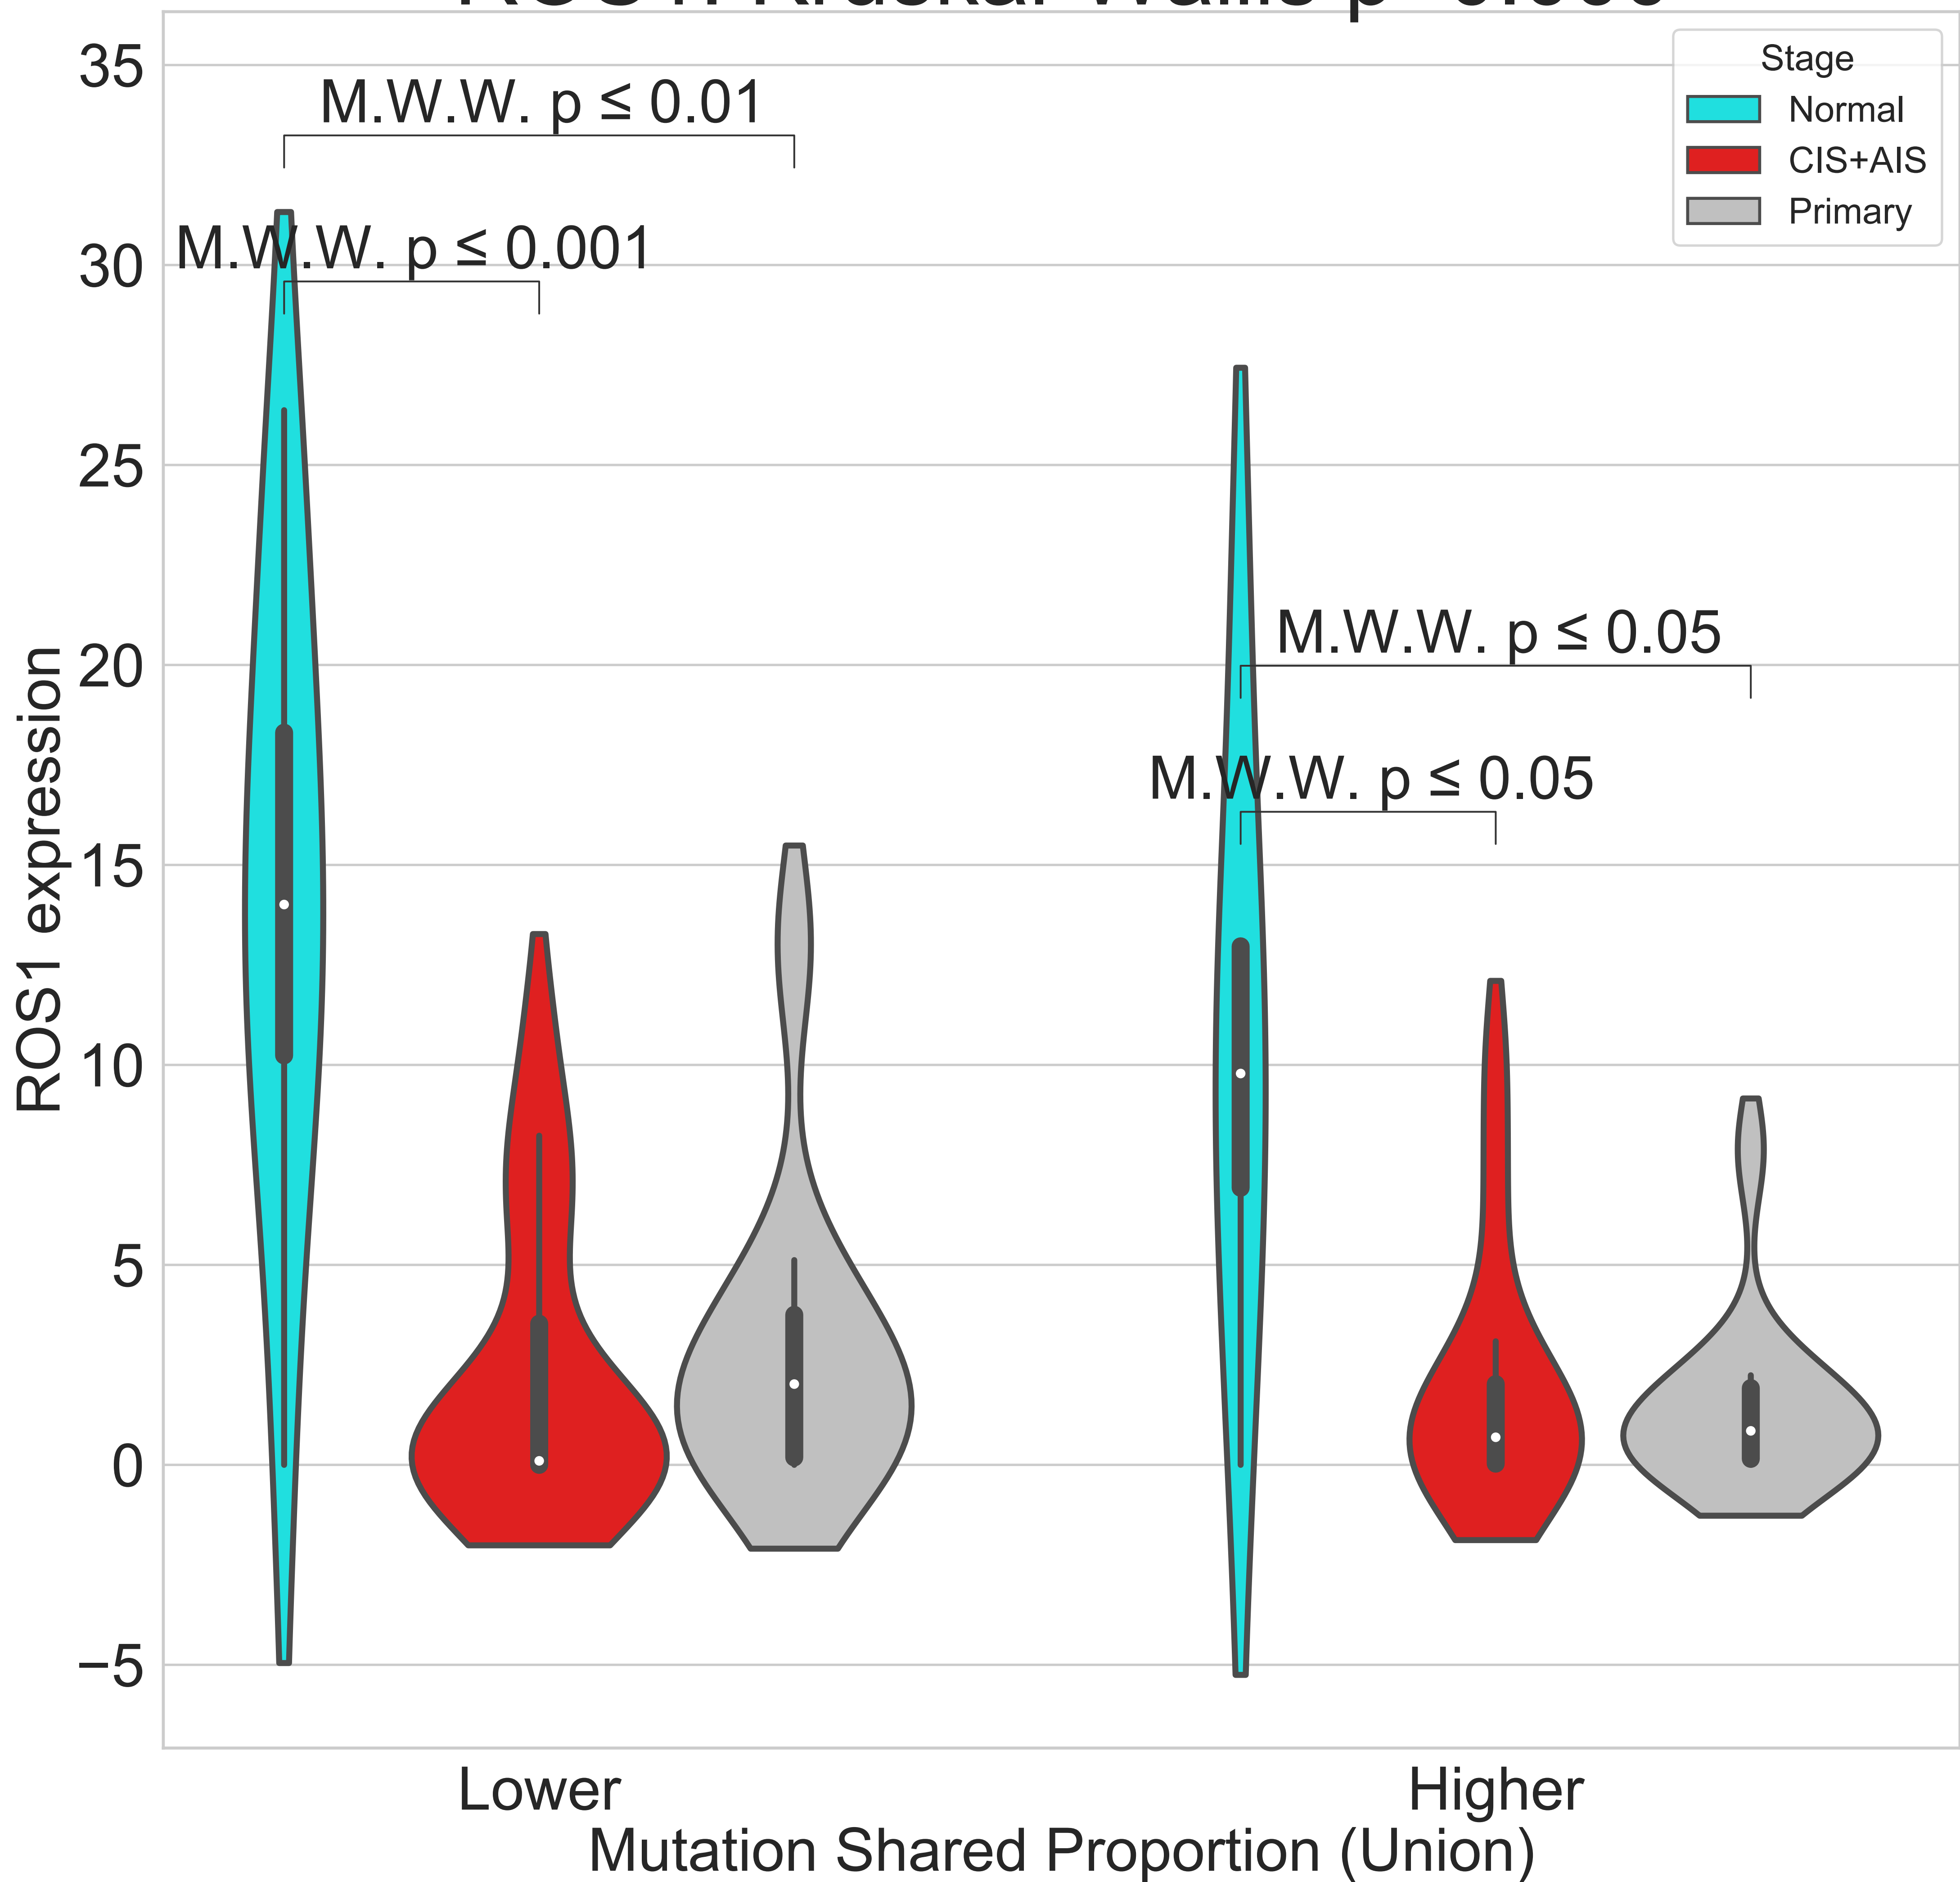 35
M.W.W. p ≤ 0.01
30
M.W.W. p ≤ 0.001
25
20
M.W.W. p ≤ 0.05
M.W.W. p ≤ 0.05
15
10
5
0
−5
ROS1 expression
Stage
Normal
CIS+AIS
Primary
Lower
Higher
Mutation Shared Proportion (Union)